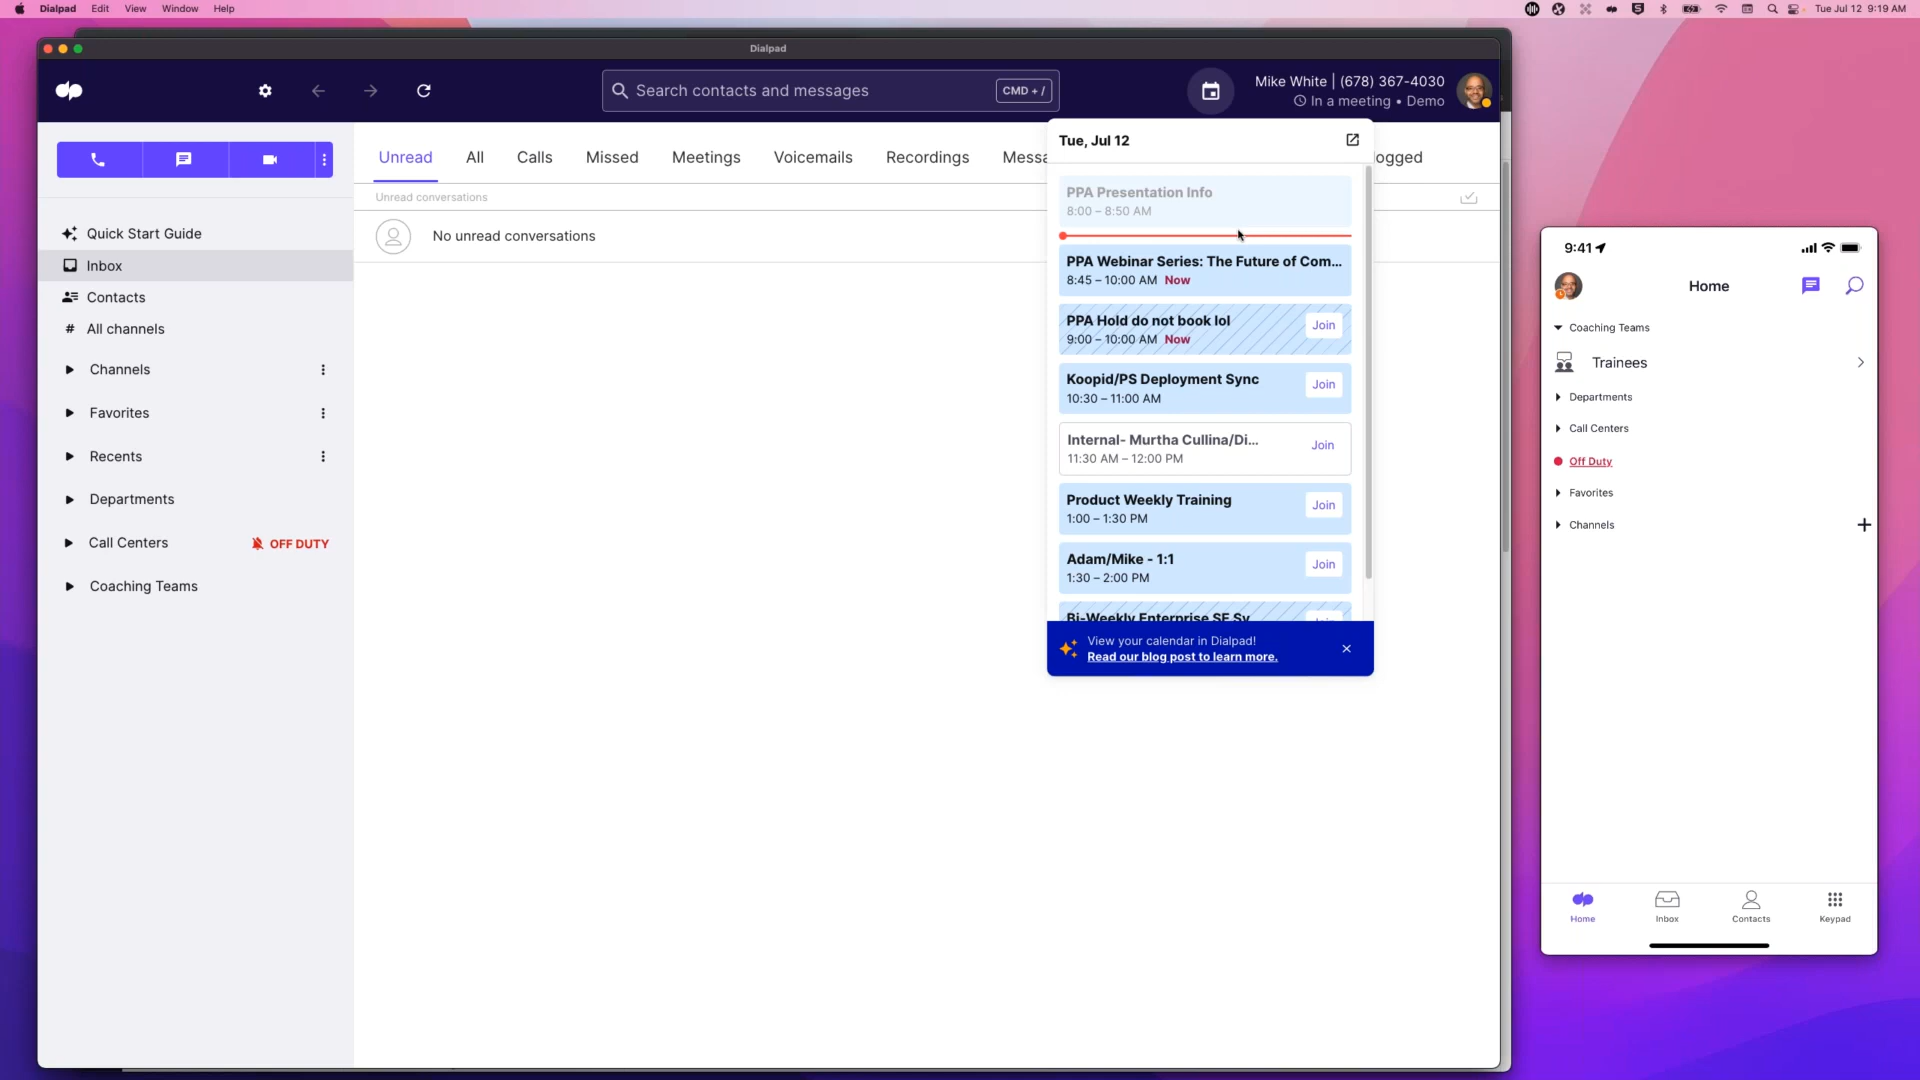 Dialpad Edit View Window Help
Tue Jul 12 9:19 AM
Dialpad
Search contacts and messages
CMD + /
Mike White | (678) 367-4030
In a meeting • Demo
Quick Start Guide
Inbox
Contacts
# All channels
Channels
Favorites
Recents
Departments
Call Centers
OFF DUTY
Coaching Teams
Unread All Calls Missed Meetings Voicemails Recordings Messa ogged
Unread conversations
No unread conversations
Tue, Jul 12
PPA Presentation Info
8:00 – 8:50 AM
PPA Webinar Series: The Future of Com...
8:45 – 10:00 AM Now
PPA Hold do not book lol
9:00 – 10:00 AM Now
Join
Koopid/PS Deployment Sync
10:30 – 11:00 AM
Join
Internal- Murtha Cullina/Di...
11:30 AM – 12:00 PM
Join
Product Weekly Training
1:00 – 1:30 PM
Join
Adam/Mike - 1:1
1:30 – 2:00 PM
Join
Bi-Weekly Enterprise SE Sy
View your calendar in Dialpad!
Read our blog post to learn more.
9:41
Home
Coaching Teams
Trainees
Departments
Call Centers
Off Duty
Favorites
Channels
Home
Inbox
Contacts
Keypad